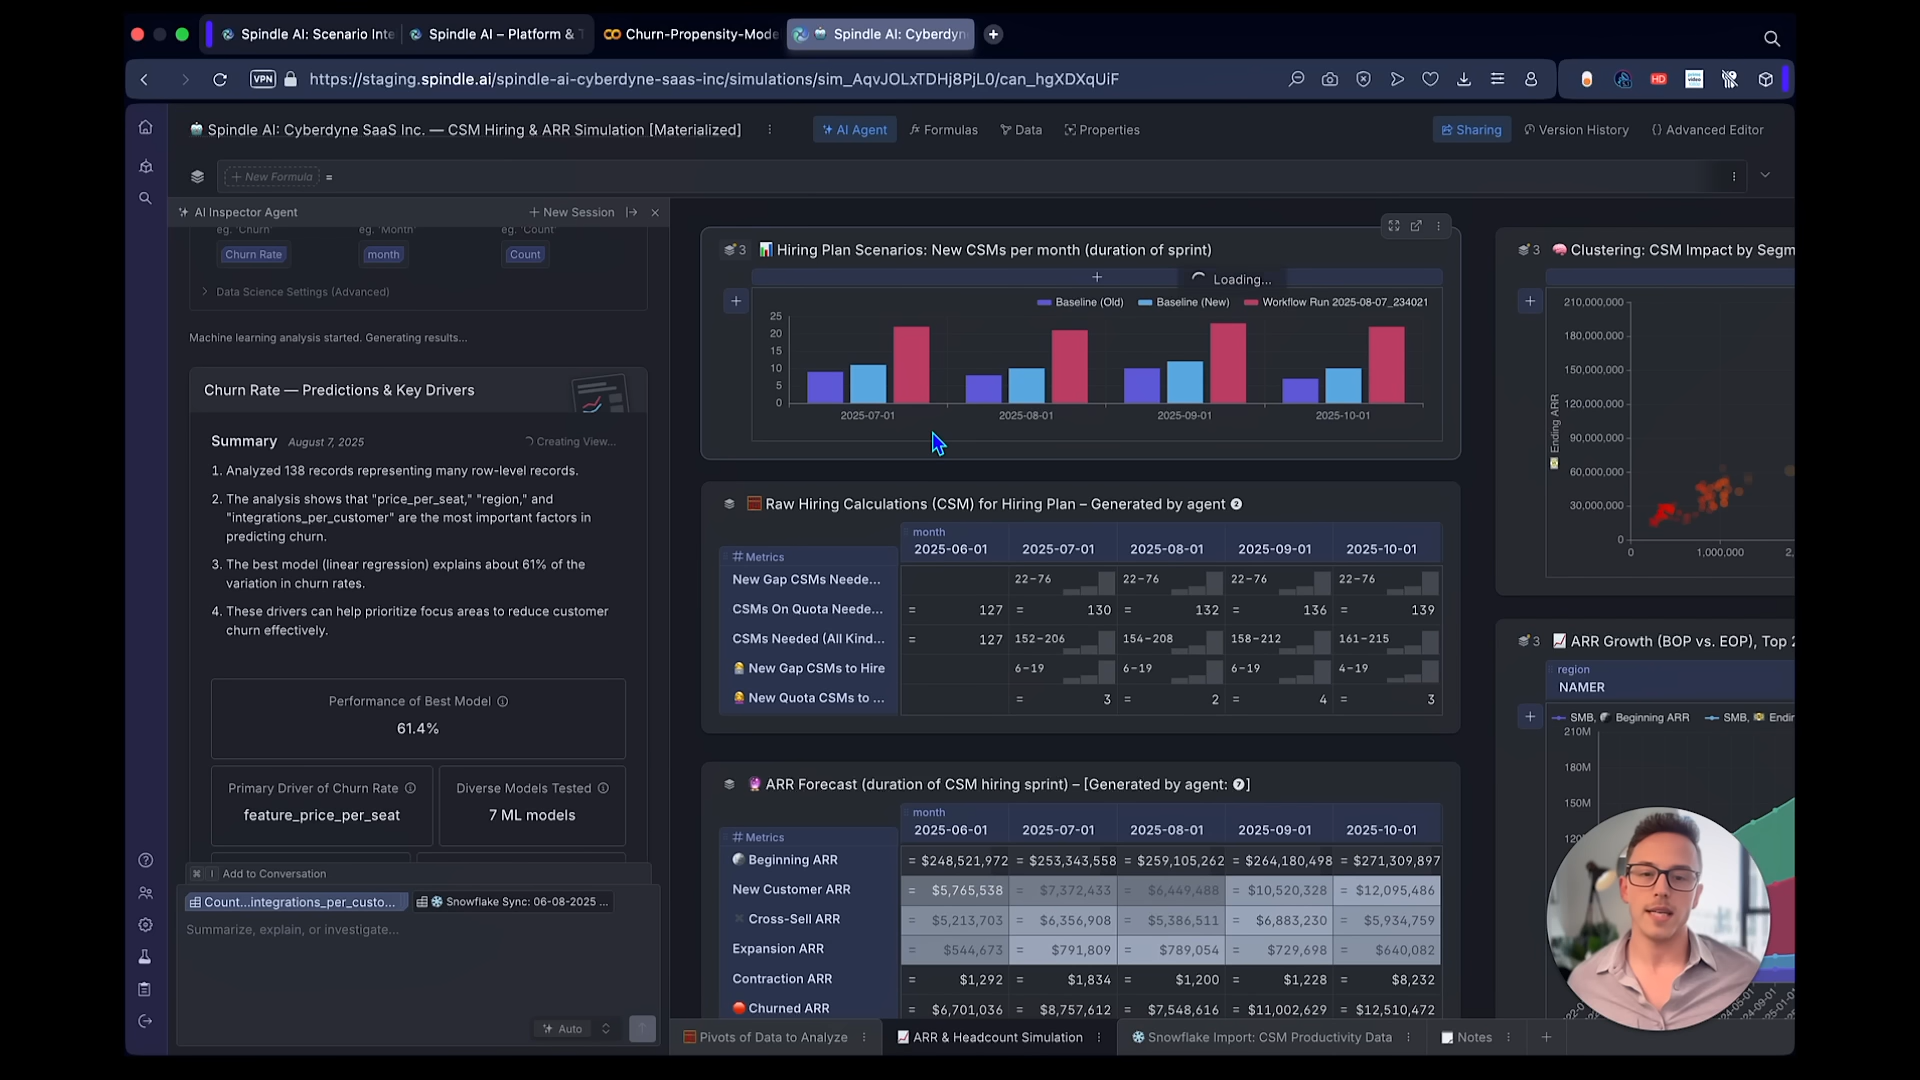 Spindle AI: Scenario Inte
Spindle AI – Platform & T
Churn-Propensity-Mode
Spindle AI: Cyberdyn
VPN
https://staging.spindle.ai/spindle-ai-cyberdyne-saas-inc/simulations/sim_AqvJOLxTDHj8PjL0/can_hgXDXqUiF
HD
Spindle AI: Cyberdyne SaaS Inc. — CSM Hiring & ARR Simulation [Materialized]
AI Agent
Formulas
Data
Properties
Sharing
Version History
Advanced Editor
+ New Formula =
AI Inspector Agent
+ New Session
eg. 'Churn' eg. 'Month' eg. 'Count'
Churn Rate month Count
Data Science Settings (Advanced)
Machine learning analysis started. Generating results...
Churn Rate — Predictions & Key Drivers
Summary August 7, 2025 Creating View...
1. Analyzed 138 records representing many row-level records.
2. The analysis shows that "price_per_seat," "region," and
"integrations_per_customer" are the most important factors in
predicting churn.
3. The best model (linear regression) explains about 61% of the
variation in churn rates.
4. These drivers can help prioritize focus areas to reduce customer
churn effectively.
Performance of Best Model
61.4%
Primary Driver of Churn Rate
feature_price_per_seat
Diverse Models Tested
7 ML models
⌘ I Add to Conversation
Count...integrations_per_custo...
Snowflake Sync: 06-08-2025 ...
Summarize, explain, or investigate...
Auto
3 Hiring Plan Scenarios: New CSMs per month (duration of sprint)
Loading...
Baseline (Old) Baseline (New) Workflow Run 2025-08-07_234021
25
20
15
10
5
0
2025-07-01 2025-08-01 2025-09-01 2025-10-01
Raw Hiring Calculations (CSM) for Hiring Plan – Generated by agent 2
month
2025-06-01 2025-07-01 2025-08-01 2025-09-01 2025-10-01
# Metrics
New Gap CSMs Neede... 22–76 22–76 22–76 22–76
CSMs On Quota Neede... = 127 = 130 = 132 = 136 = 139
CSMs Needed (All Kind... = 127 152–206 154–208 158–212 161–215
New Gap CSMs to Hire 6–19 6–19 6–19 4–19
New Quota CSMs to ... = 3 = 2 = 4 = 3
ARR Forecast (duration of CSM hiring sprint) – [Generated by agent: ]
month
2025-06-01 2025-07-01 2025-08-01 2025-09-01 2025-10-01
# Metrics
Beginning ARR = $248,521,972 = $253,343,558 = $259,105,262 = $264,180,498 = $271,309,897
New Customer ARR = $5,765,538 = $7,372,433 = $6,449,488 = $10,520,328 = $12,095,486
Cross-Sell ARR = $5,213,703 = $6,356,908 = $5,386,511 = $6,883,230 = $5,934,759
Expansion ARR = $544,673 = $791,809 = $789,054 = $729,698 = $640,082
Contraction ARR = $1,292 = $1,834 = $1,200 = $1,228 = $8,232
Churned ARR = $6,701,036 = $8,757,612 = $7,548,616 = $11,002,629 = $12,510,472
3 Clustering: CSM Impact by Segm
210,000,000
180,000,000
150,000,000
120,000,000
90,000,000
60,000,000
30,000,000
0
Ending ARR
0 1,000,000 2,
3 ARR Growth (BOP vs. EOP), Top 2
region
NAMER
SMB, Beginning ARR SMB, Endin
210M
180M
150M
120
Pivots of Data to Analyze
ARR & Headcount Simulation
Snowflake Import: CSM Productivity Data
Notes